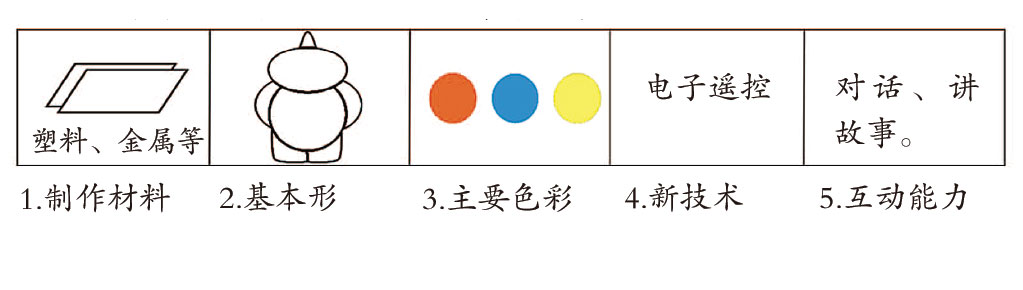 塑料、金属等
电子遥控
对话、讲
故事。
1.制作材料
2.基本形
3.主要色彩
4.新技术
5.互动能力